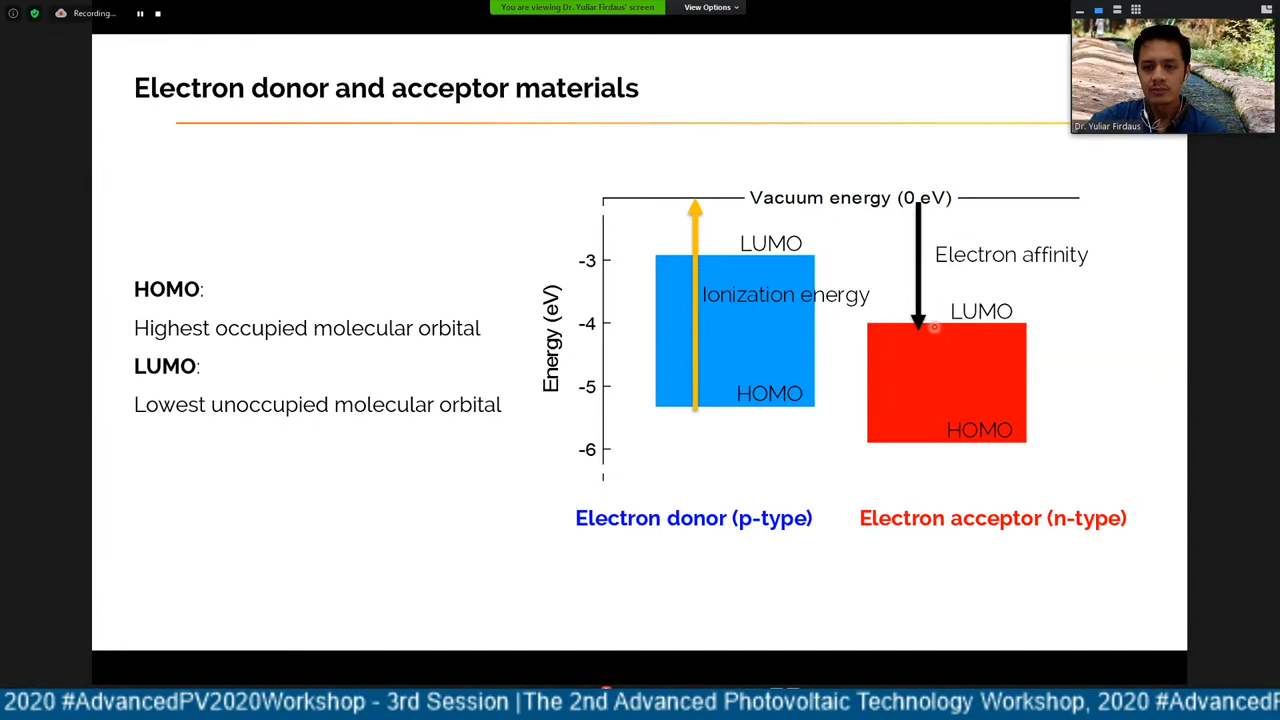 Recording...
You are viewing Dr. Yuliar Firdaus' screen
View Options
Dr. Yuliar Firdaus
Electron donor and acceptor materials
HOMO:
Highest occupied molecular orbital
LUMO:
Lowest unoccupied molecular orbital
Vacuum energy (0 eV)
LUMO
Electron affinity
-3
Ionization energy
LUMO
-4
Energy (eV)
-5
HOMO
HOMO
-6
Electron donor (p-type)
Electron acceptor (n-type)
2020 #AdvancedPV2020Workshop - 3rd Session |The 2nd Advanced Photovoltaic Technology Workshop, 2020 #AdvancedP